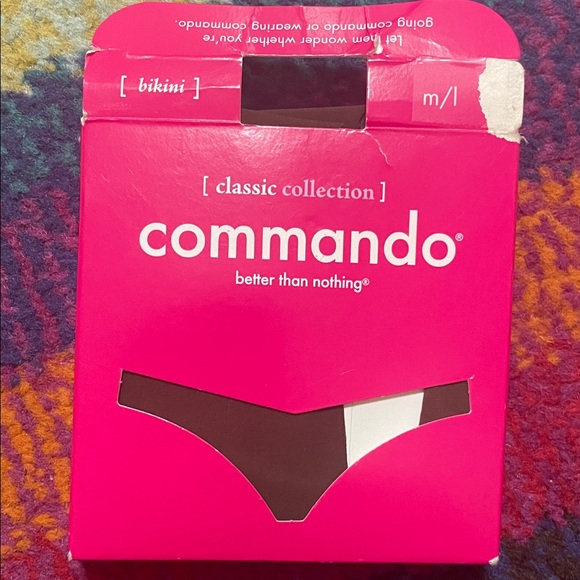 Let them wonder whether you're
going commando or wearing commando.
[ bikini ]
m/l
[ classic collection ]
commando®
better than nothing®